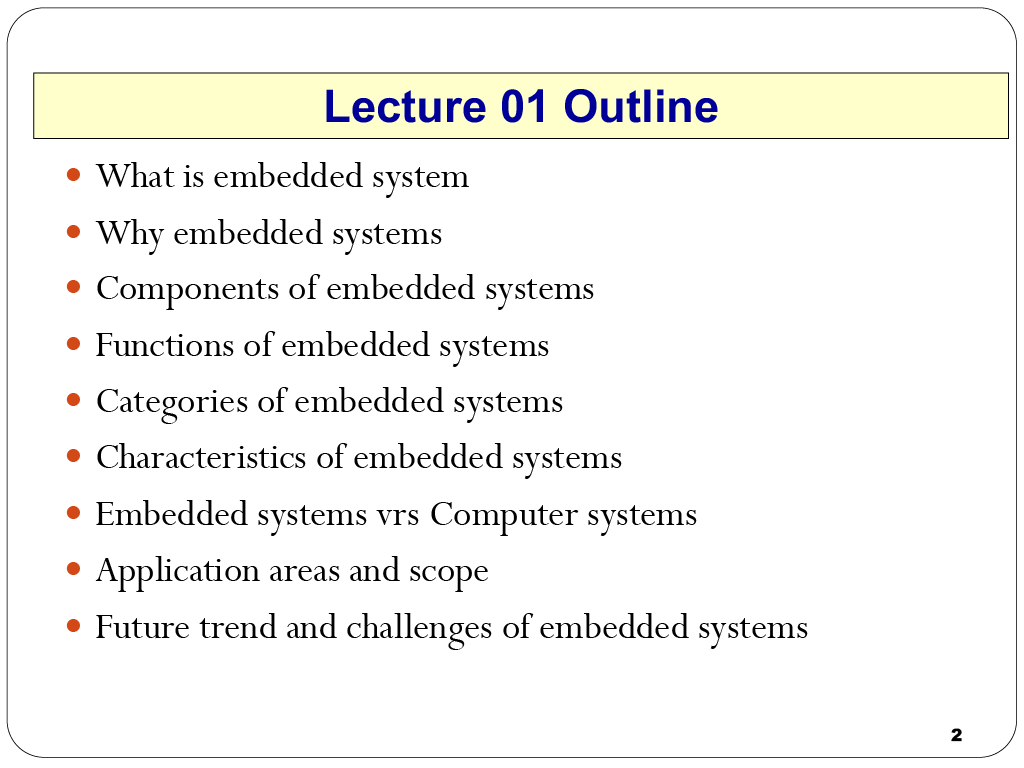 Lecture 01 Outline
What is embedded system
Why embedded systems
Components of embedded systems
Functions of embedded systems
Categories of embedded systems
Characteristics of embedded systems
Embedded systems vrs Computer systems
Application areas and scope
Future trend and challenges of embedded systems
2